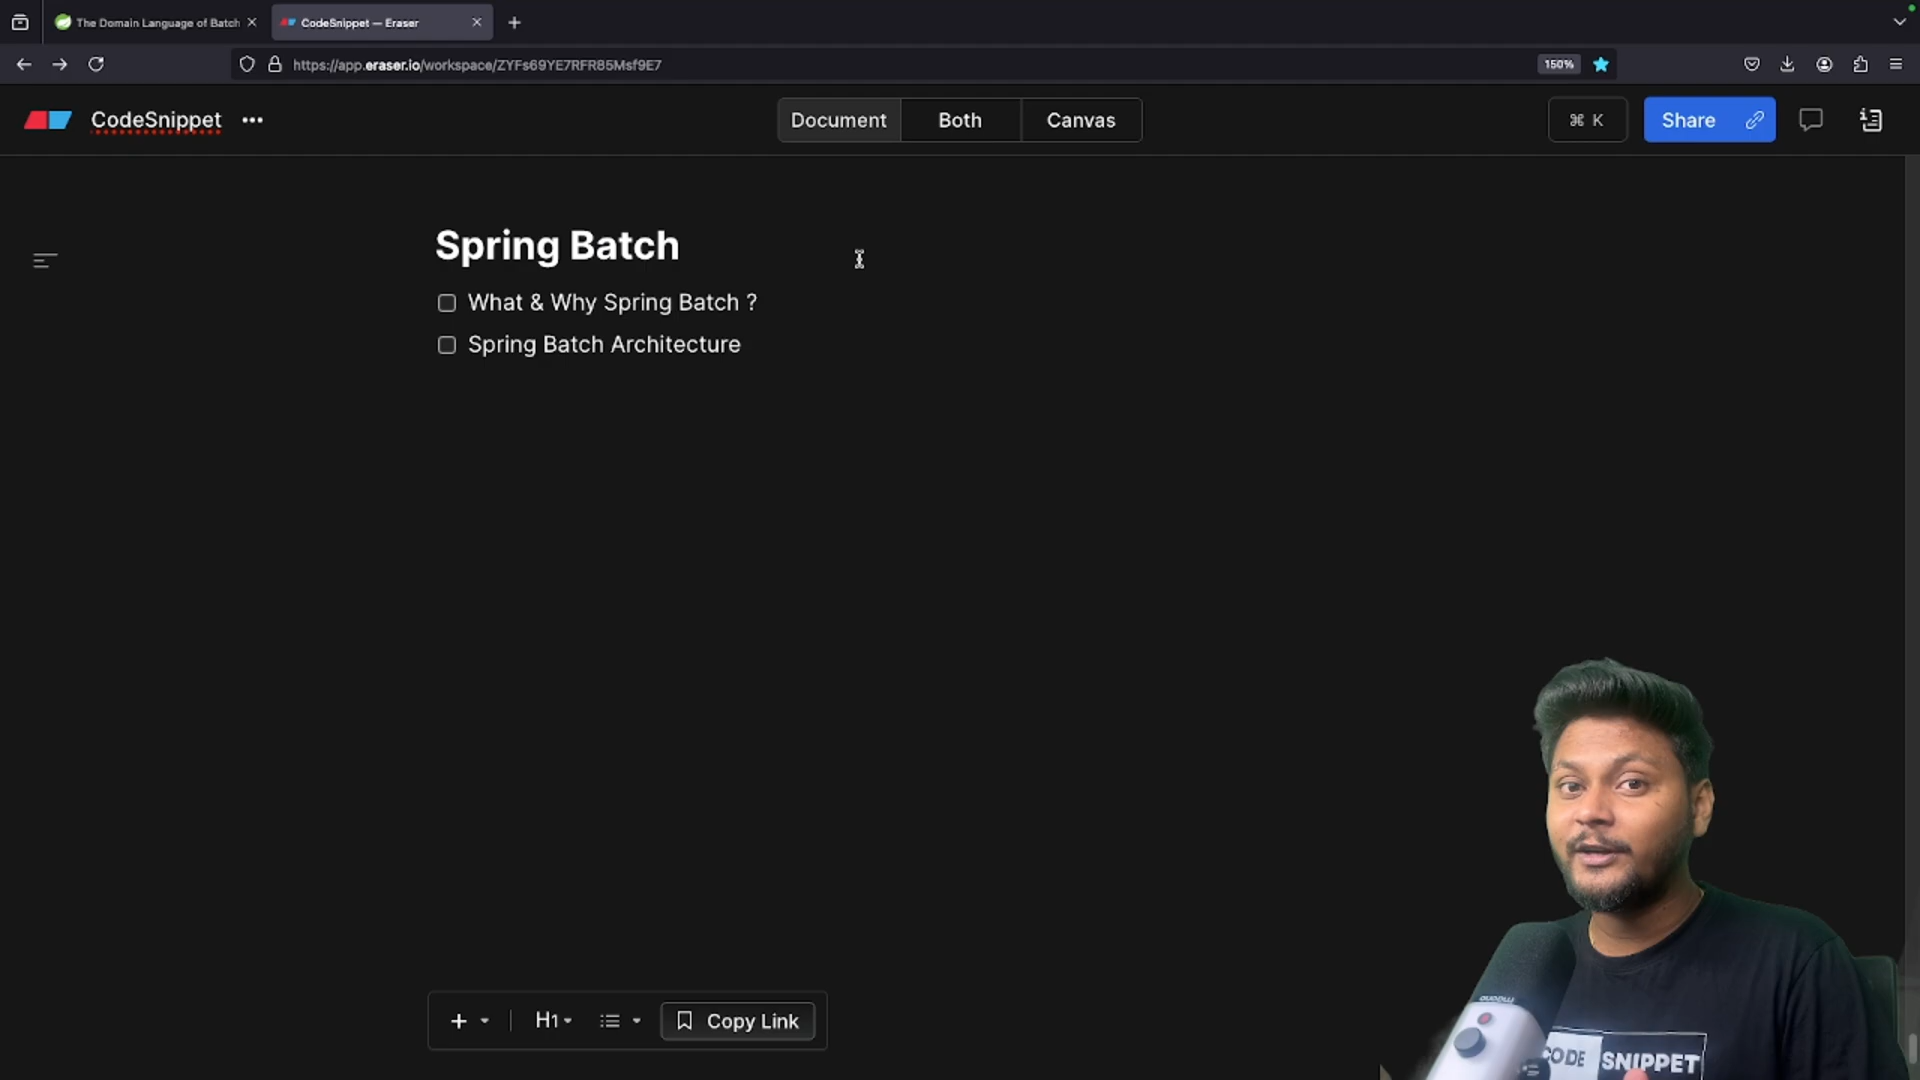 The Domain Language of Batch
CodeSnippet — Eraser
https://app.eraser.io/workspace/ZYFs69YE7RFR85Msf9E7
150%
CodeSnippet
Document
Both
Canvas
⌘ K
Share
Spring Batch
What & Why Spring Batch ?
Spring Batch Architecture
H1
Copy Link
maono
CODE SNIPPET